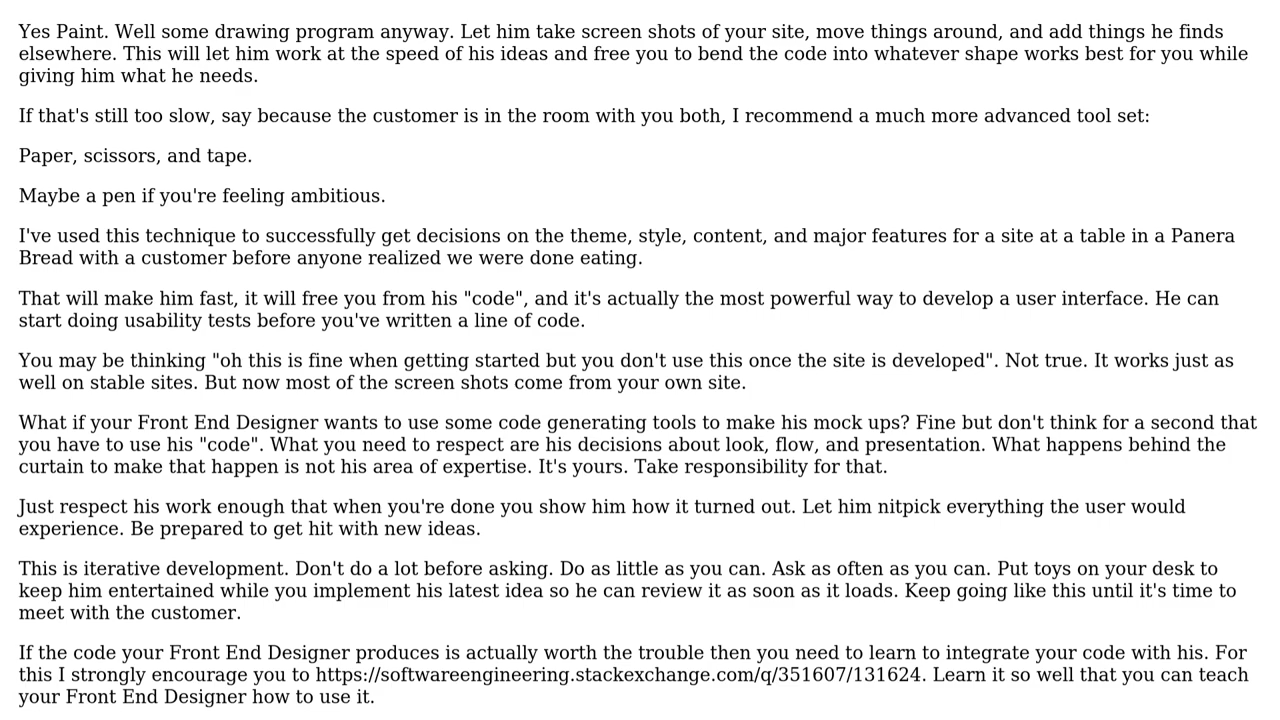 Yes Paint. Well some drawing program anyway. Let him take screen shots of your site, move things around, and add things he finds
elsewhere. This will let him work at the speed of his ideas and free you to bend the code into whatever shape works best for you while
giving him what he needs.
If that's still too slow, say because the customer is in the room with you both, I recommend a much more advanced tool set:
Paper, scissors, and tape.
Maybe a pen if you're feeling ambitious.
I've used this technique to successfully get decisions on the theme, style, content, and major features for a site at a table in a Panera
Bread with a customer before anyone realized we were done eating.
That will make him fast, it will free you from his "code", and it's actually the most powerful way to develop a user interface. He can
start doing usability tests before you've written a line of code.
You may be thinking "oh this is fine when getting started but you don't use this once the site is developed". Not true. It works just as
well on stable sites. But now most of the screen shots come from your own site.
What if your Front End Designer wants to use some code generating tools to make his mock ups? Fine but don't think for a second that
you have to use his "code". What you need to respect are his decisions about look, flow, and presentation. What happens behind the
curtain to make that happen is not his area of expertise. It's yours. Take responsibility for that.
Just respect his work enough that when you're done you show him how it turned out. Let him nitpick everything the user would
experience. Be prepared to get hit with new ideas.
This is iterative development. Don't do a lot before asking. Do as little as you can. Ask as often as you can. Put toys on your desk to
keep him entertained while you implement his latest idea so he can review it as soon as it loads. Keep going like this until it's time to
meet with the customer.
If the code your Front End Designer produces is actually worth the trouble then you need to learn to integrate your code with his. For
this I strongly encourage you to https://softwareengineering.stackexchange.com/q/351607/131624. Learn it so well that you can teach
your Front End Designer how to use it.